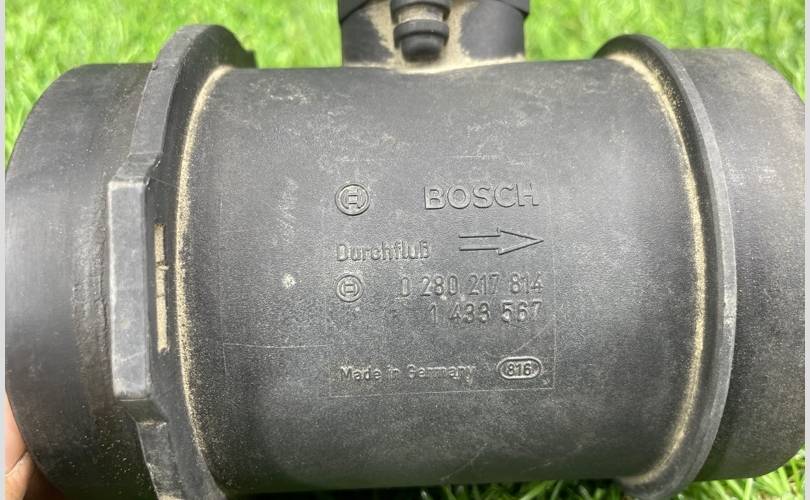 BOSCH
Durchfluß
0 280 217 814
1 433 567
Made in Germany 816